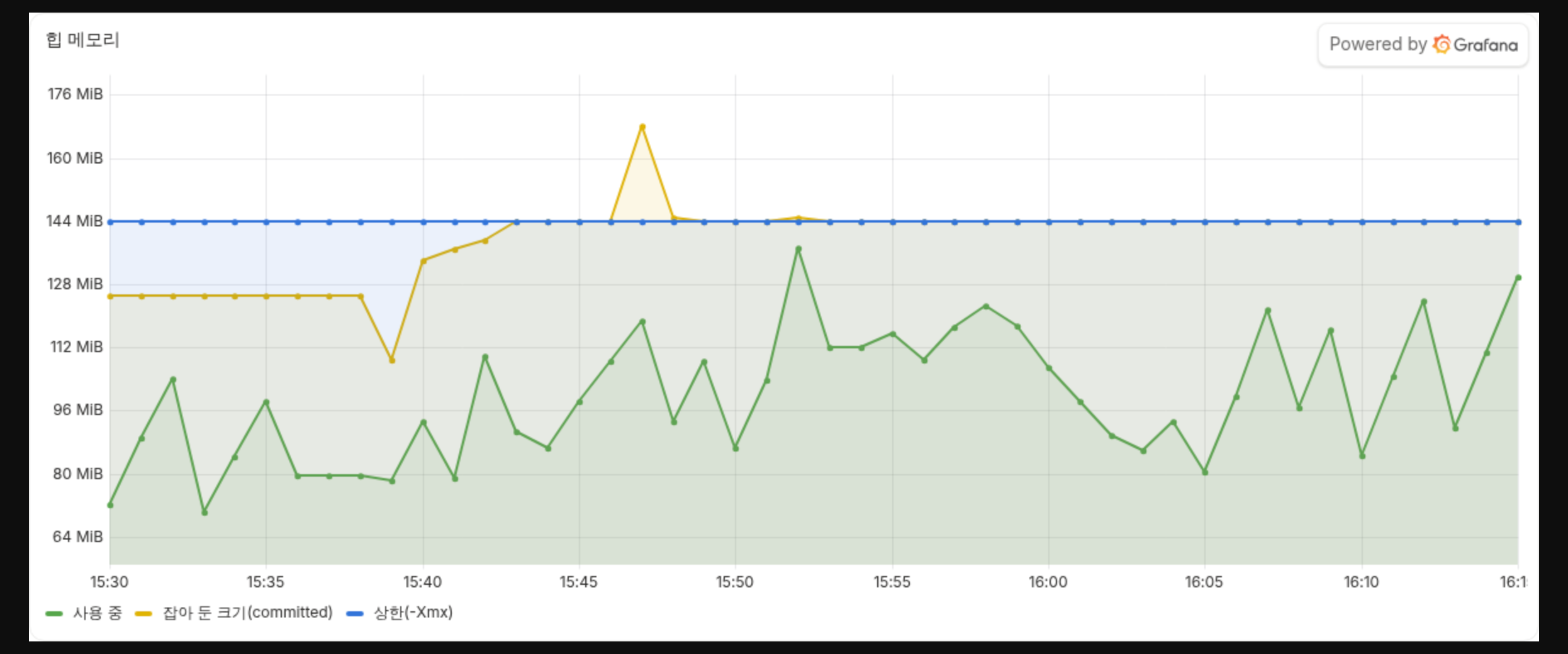 힙 메모리
Powered by Grafana
176 MiB
160 MiB
144 MiB
128 MiB
112 MiB
96 MiB
80 MiB
64 MiB
15:30 15:35 15:40 15:45 15:50 15:55 16:00 16:05 16:10 16:1
사용 중 잡아 둔 크기(committed) 상한(-Xmx)